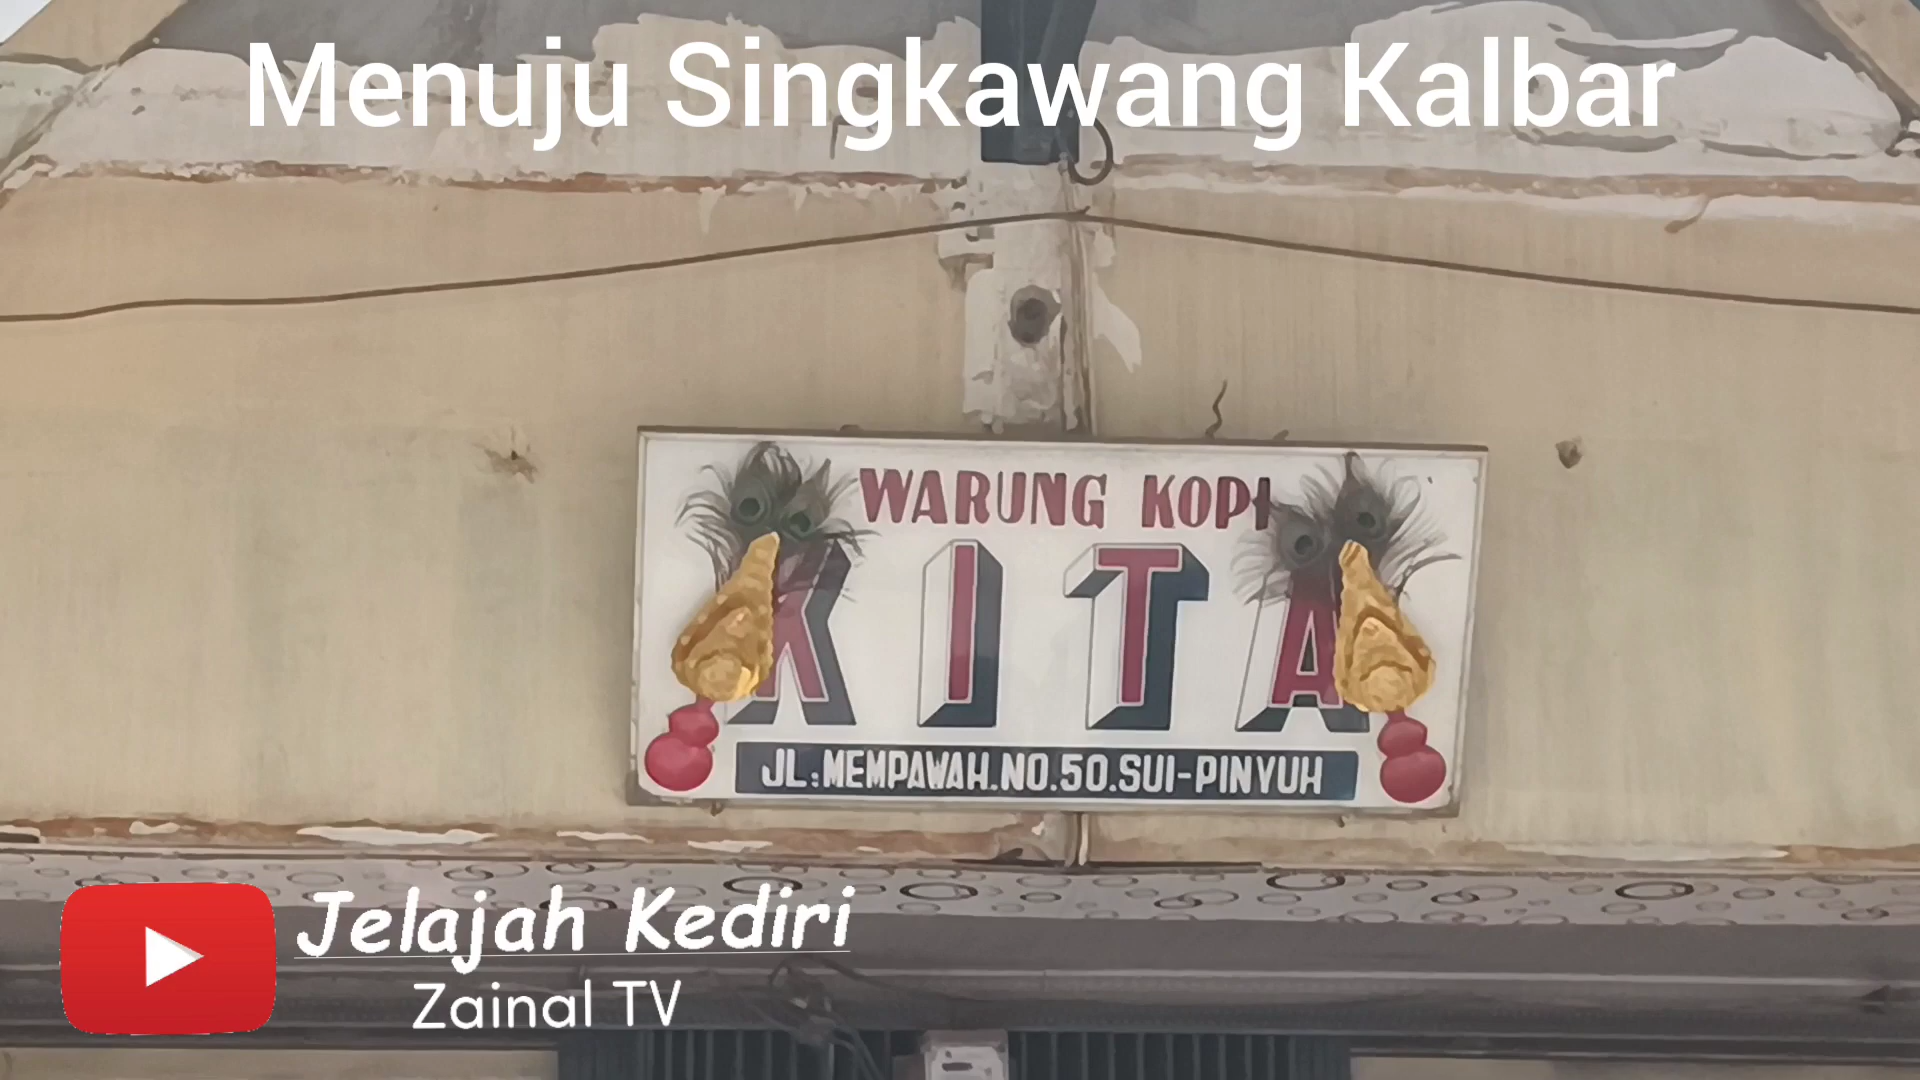 Menuju Singkawang Kalbar
WARUNG KOPI
KITA
JL:MEMPAWAH.NO.50.SUI-PINYUH
Jelajah Kediri
Zainal TV